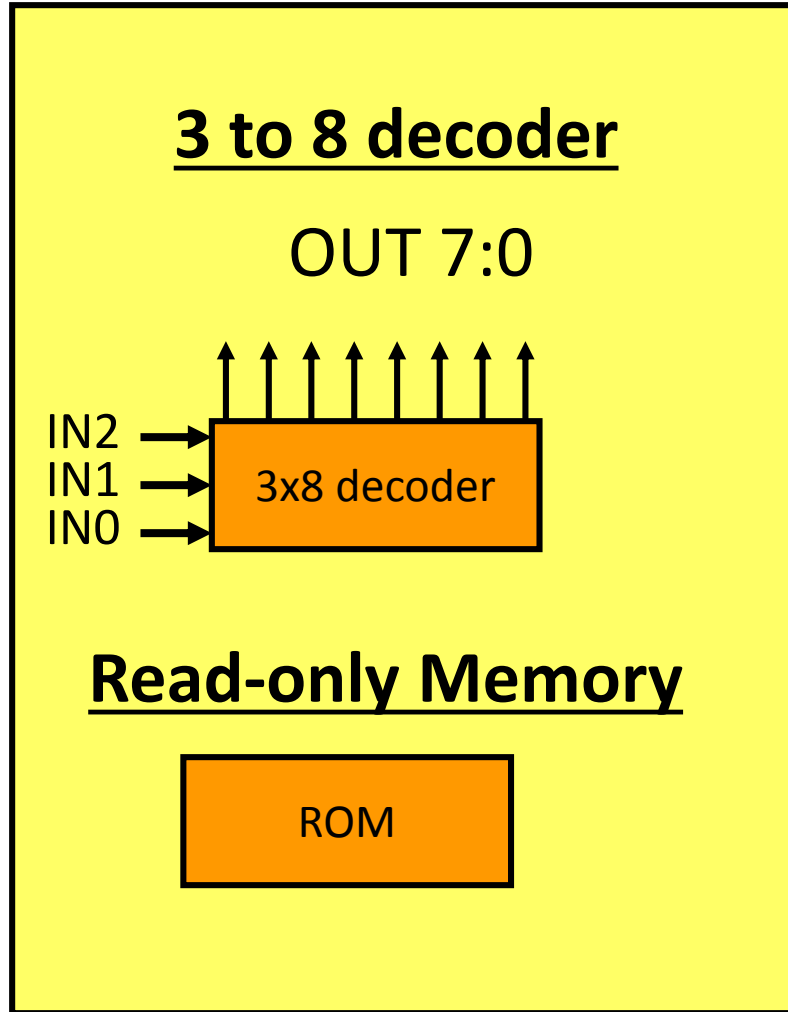 3 to 8 decoder
OUT 7:0
IN2
IN1
IN0
3x8 decoder
Read-only Memory
ROM